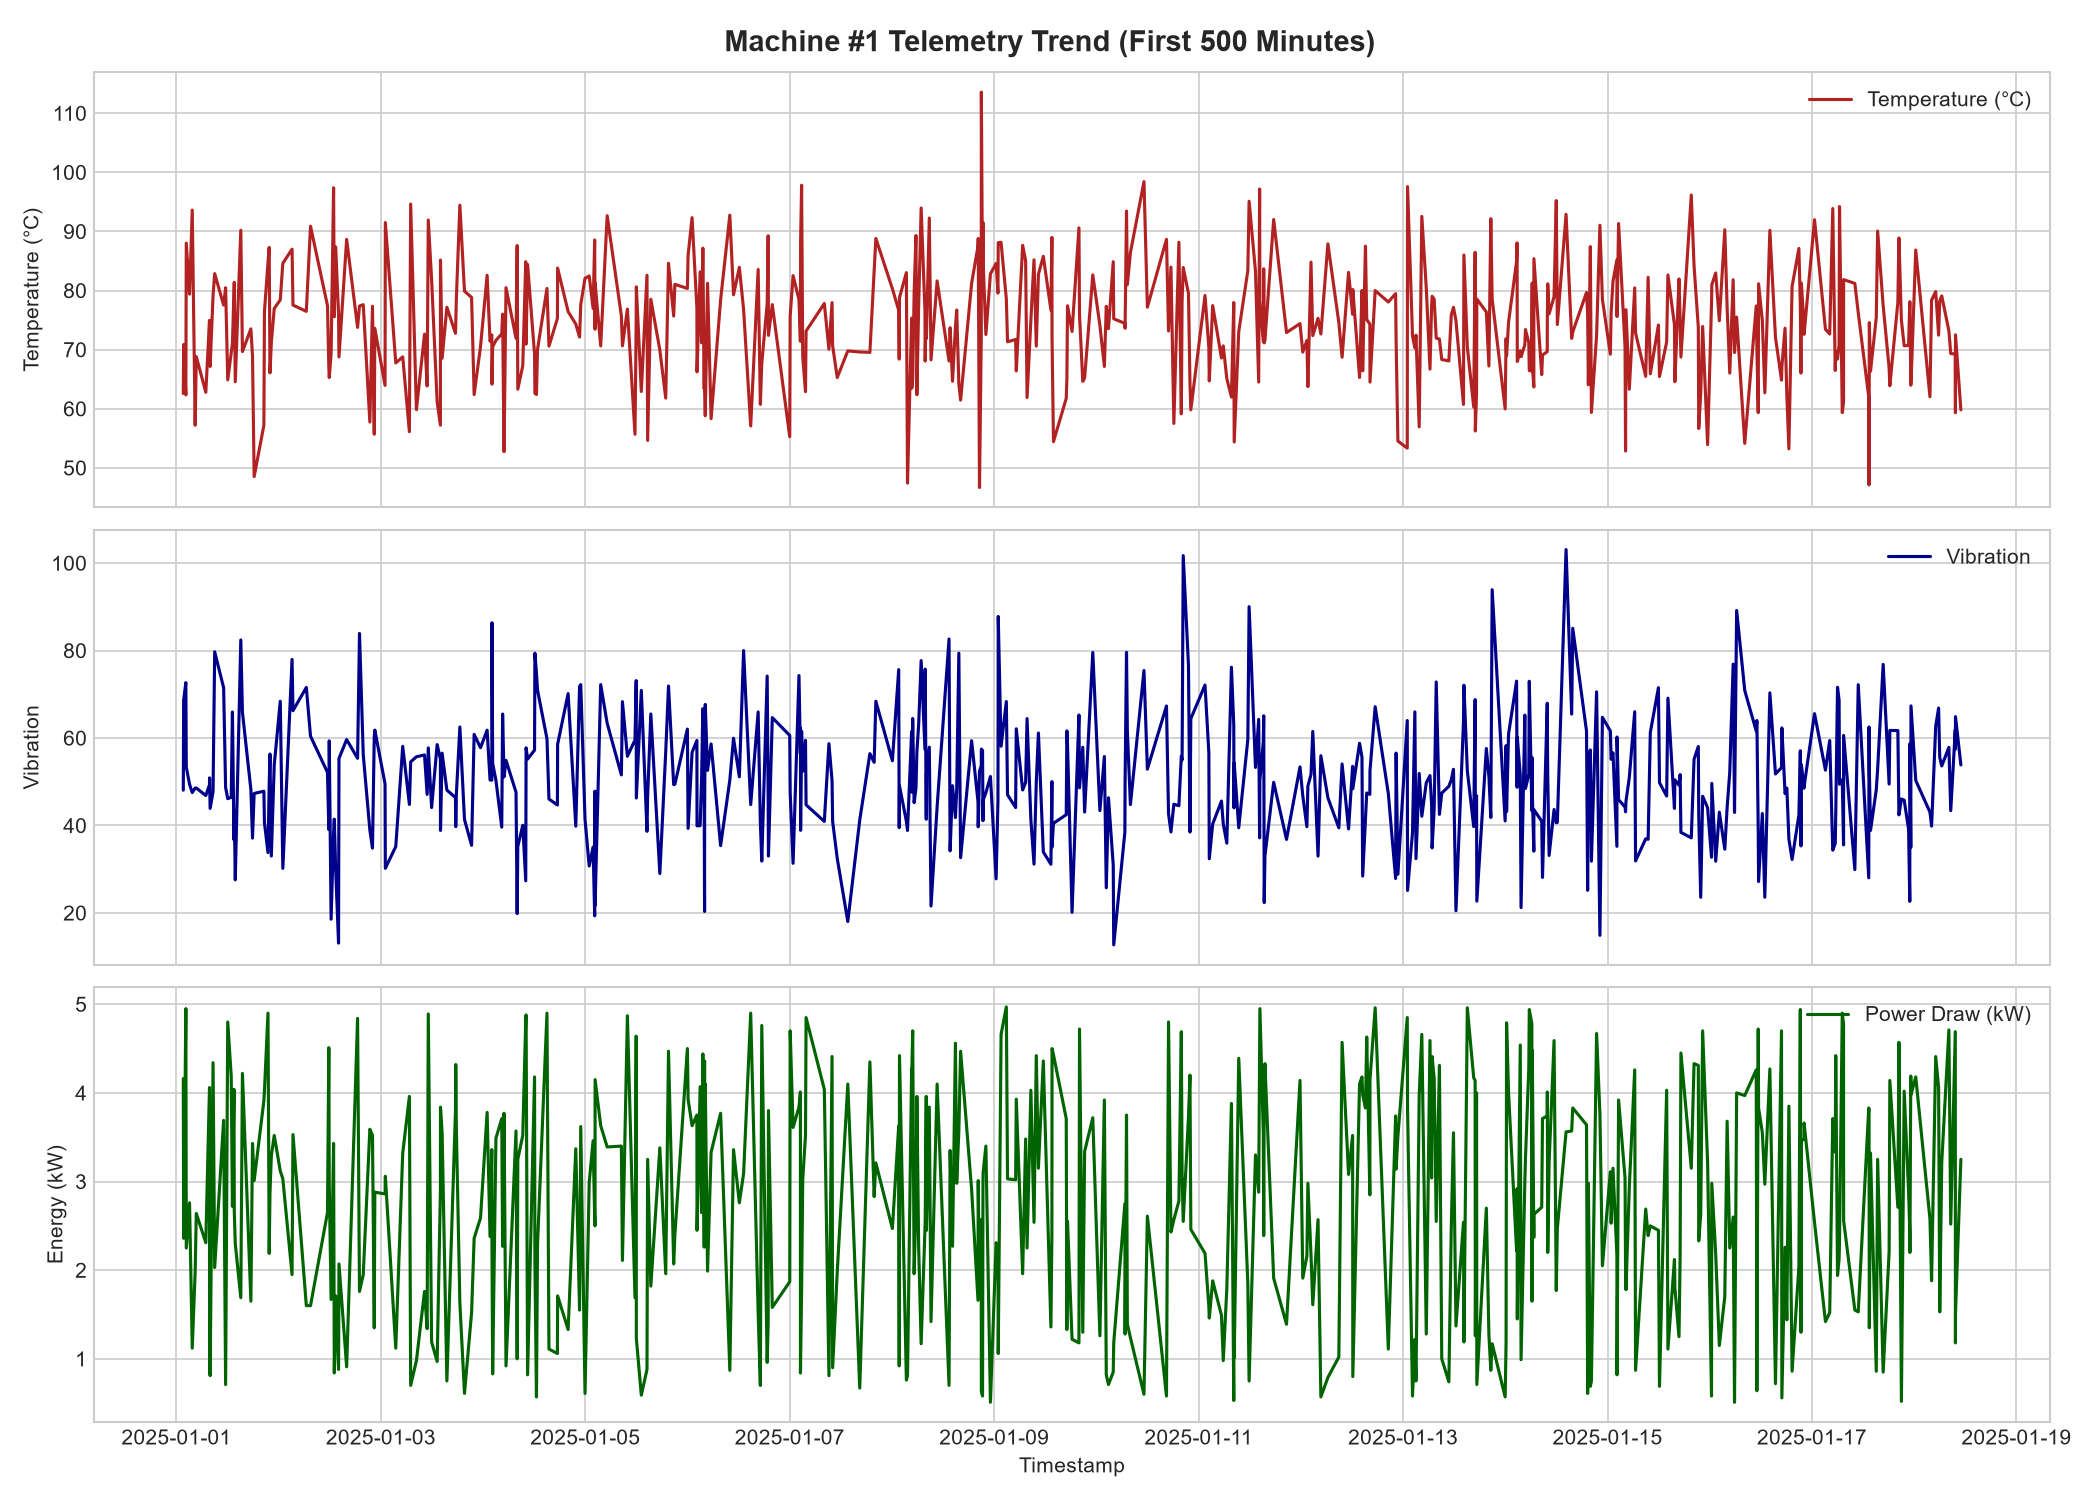 Machine #1 Telemetry Trend (First 500 Minutes)
Temperature (°C)
110
100
90
80
70
60
50
Temperature (°C)
Vibration
100
80
60
40
20
Vibration
Power Draw (kW)
5
4
3
2
1
Energy (kW)
2025-01-01 2025-01-03 2025-01-05 2025-01-07 2025-01-09 2025-01-11 2025-01-13 2025-01-15 2025-01-17 2025-01-19
Timestamp